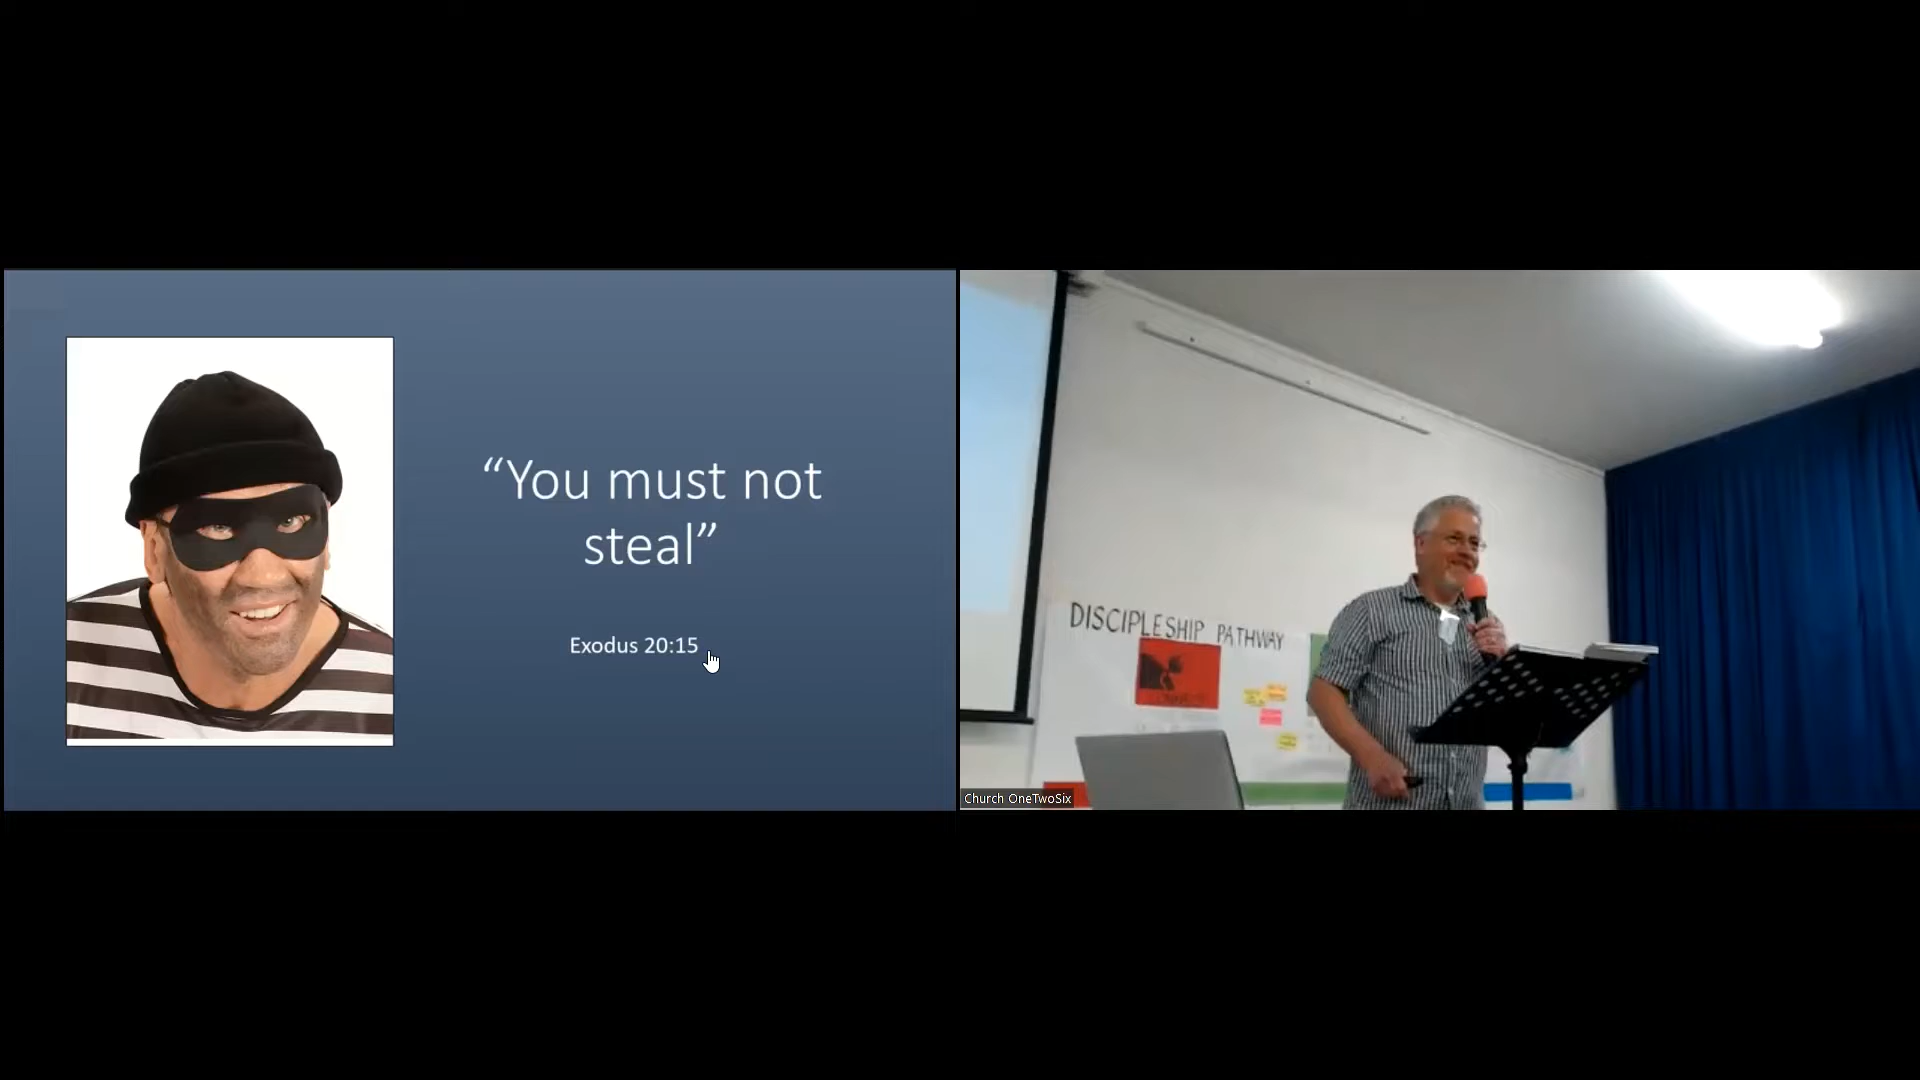 “You must not
steal”
Exodus 20:15
DISCIPLESHIP PATHWAY
Church OneTwoSix